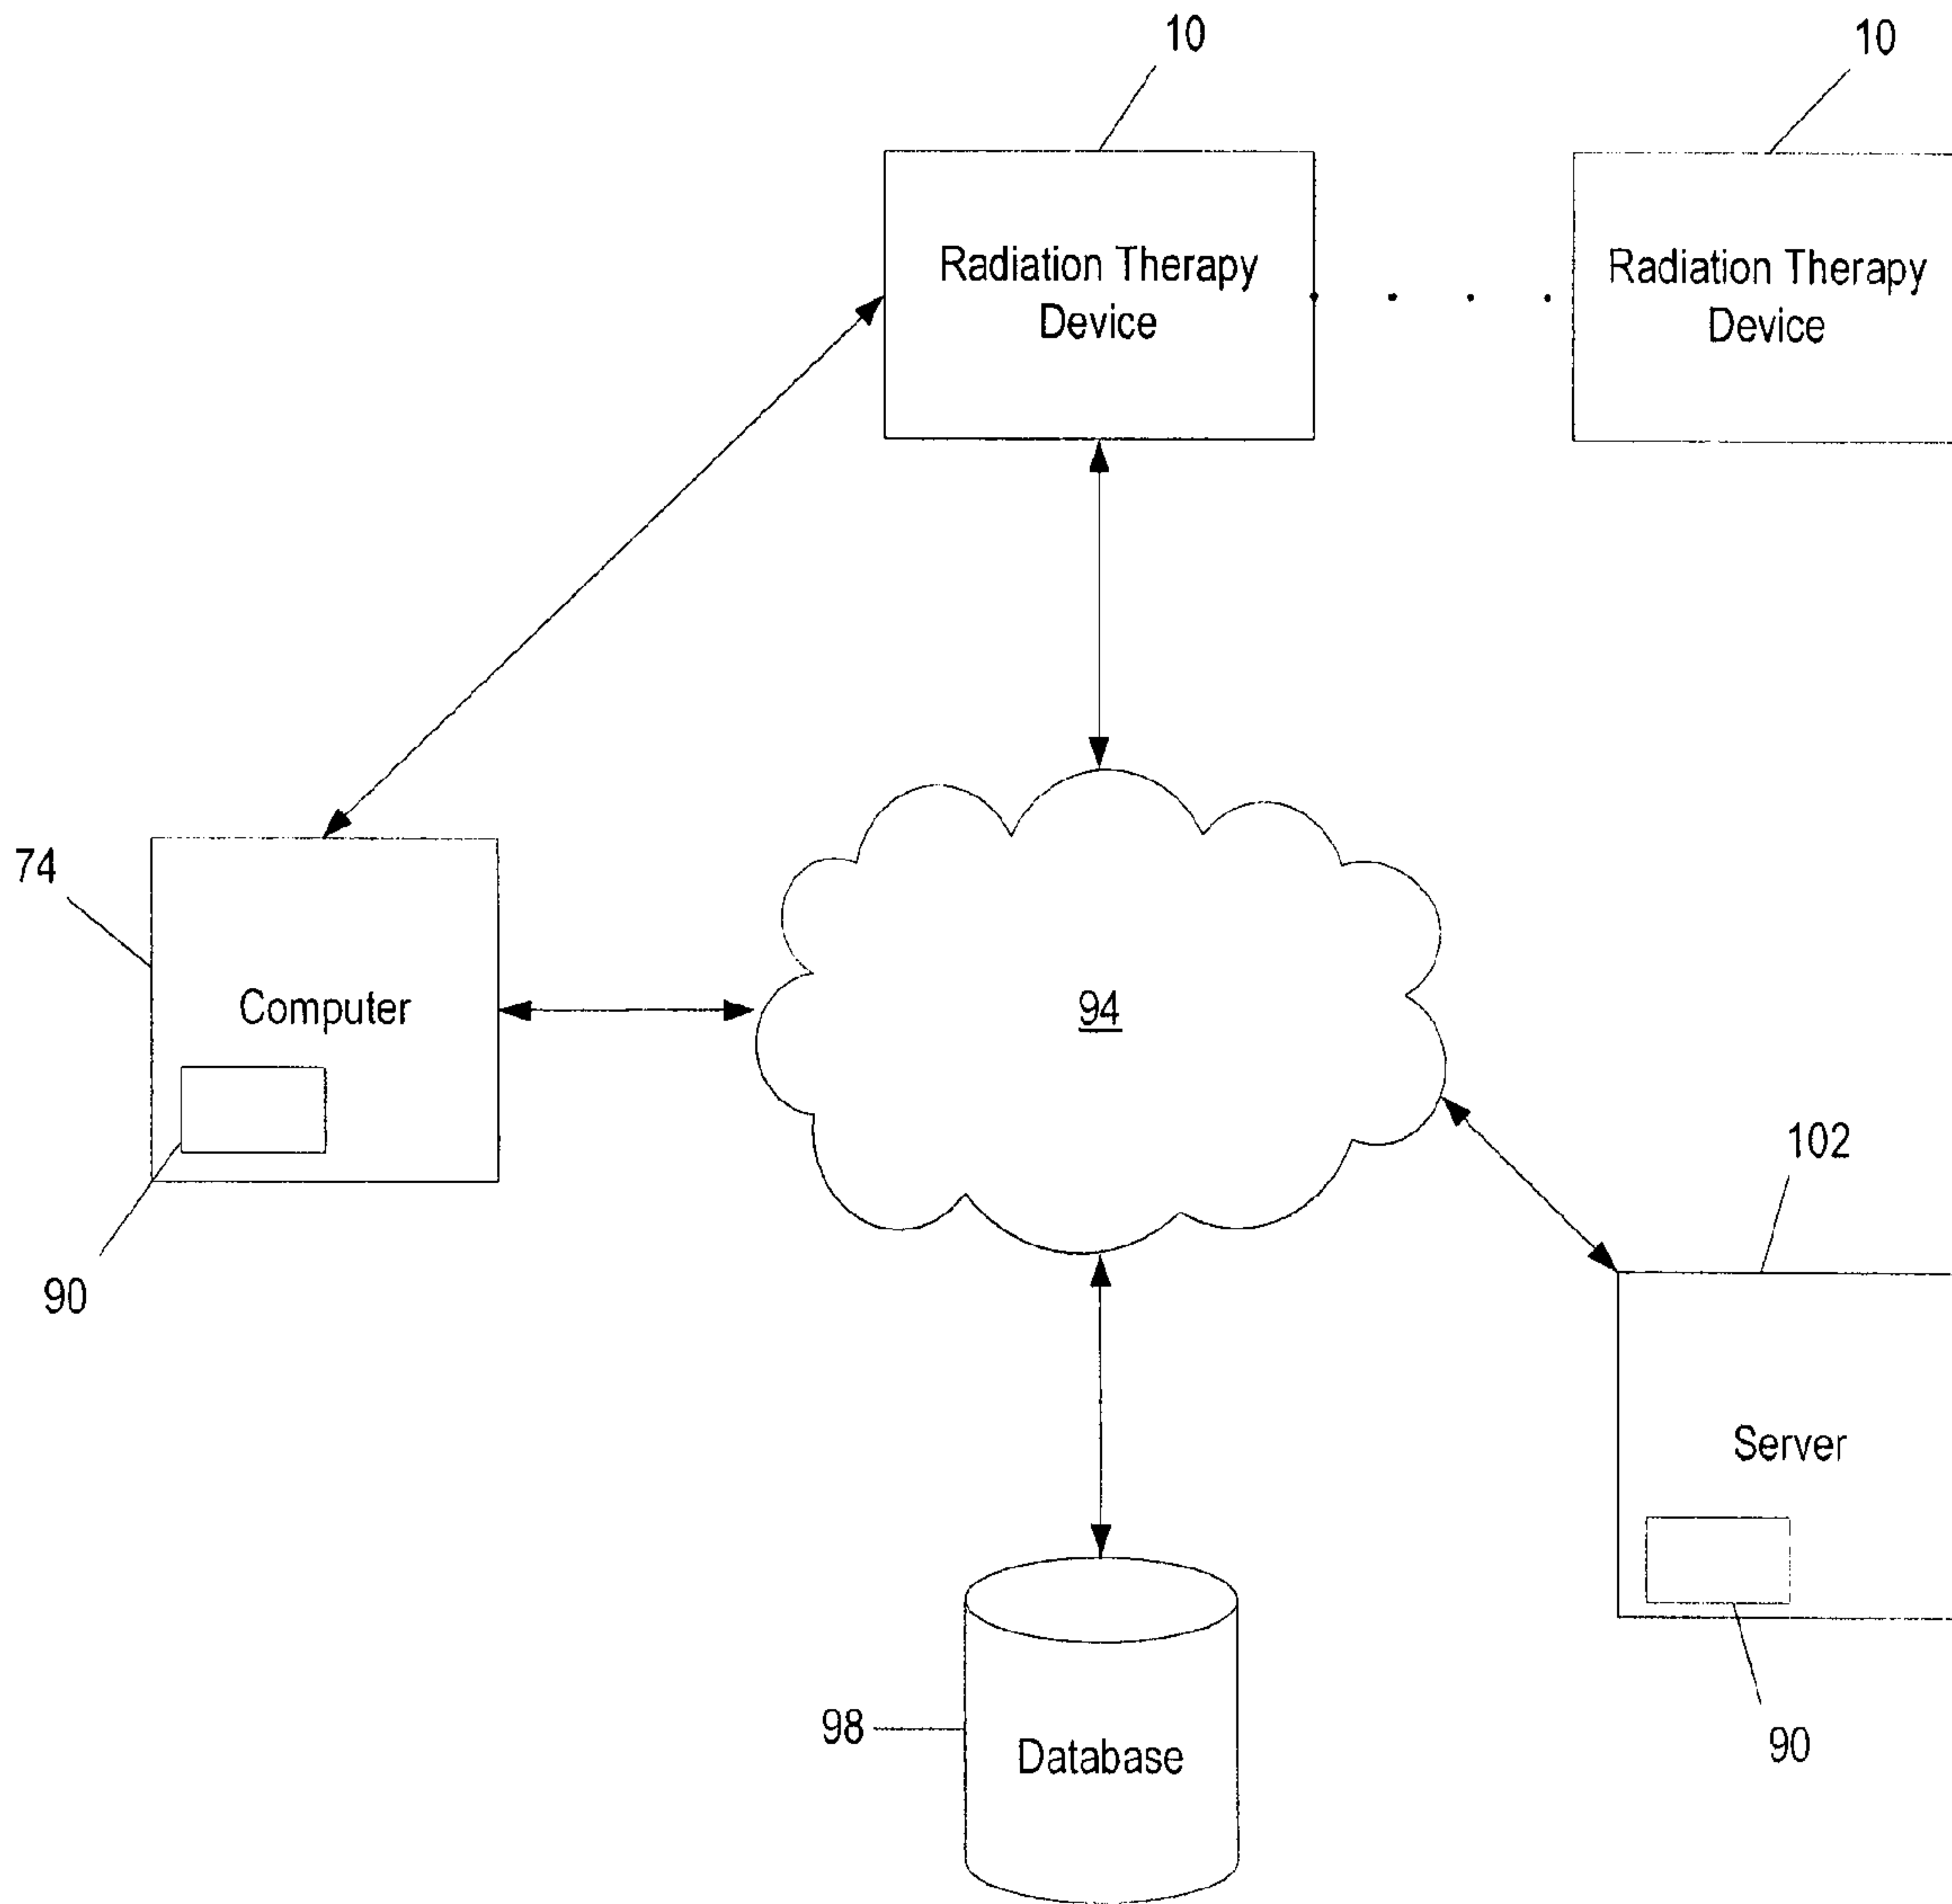 10
10
Radiation Therapy
Device
Radiation Therapy
Device
74
Computer
94
90
102
Server
98
Database
90